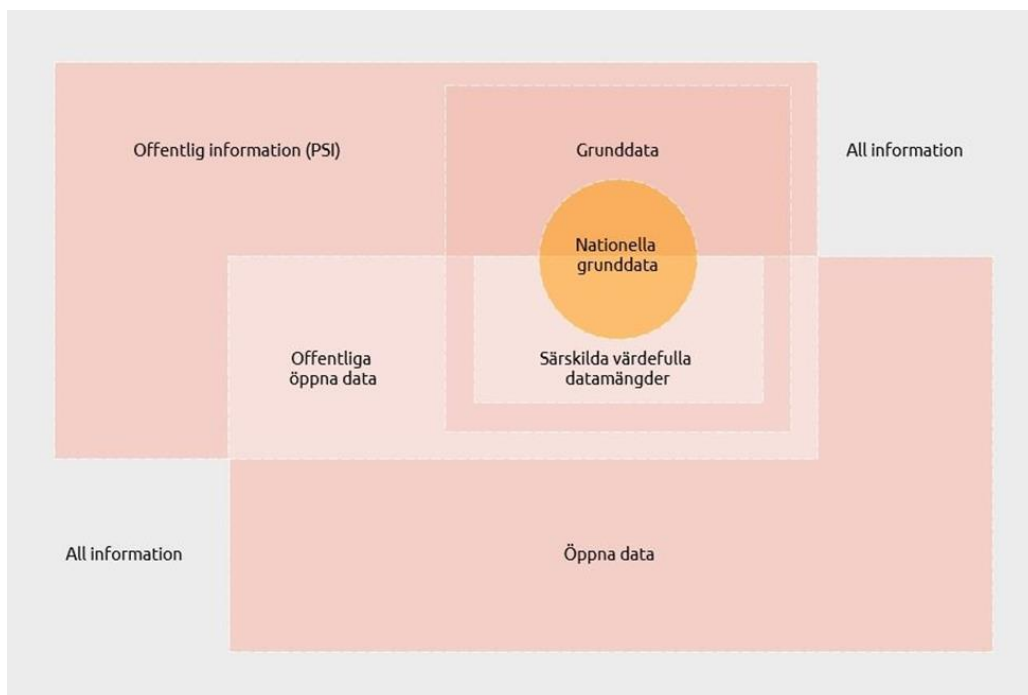 Offentlig information (PSI)
Grunddata
All information
Nationella
grunddata
Offentliga
öppna data
Särskilda värdefulla
datamängder
All information
Öppna data